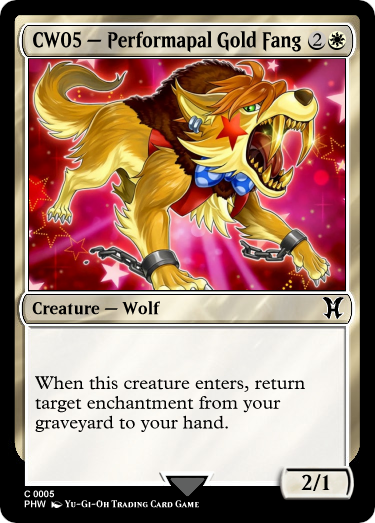 CW05 — Performapal Gold Fang 2
Creature — Wolf
When this creature enters, return
target enchantment from your
graveyard to your hand.
2/1
C 0005
PHW Yu-Gi-Oh Trading Card Game